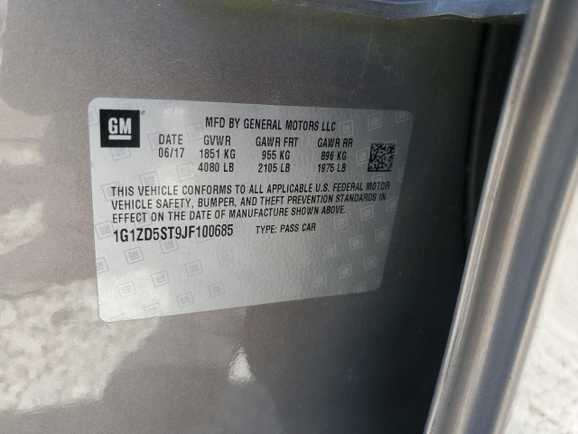 GM
MFD BY GENERAL MOTORS LLC
DATE GVWR GAWR FRT GAWR RR
06/17 1851 KG 955 KG 896 KG
4080 LB 2105 LB 1975 LB
THIS VEHICLE CONFORMS TO ALL APPLICABLE U.S. FEDERAL MOTOR
VEHICLE SAFETY, BUMPER, AND THEFT PREVENTION STANDARDS IN
EFFECT ON THE DATE OF MANUFACTURE SHOWN ABOVE.
1G1ZD5ST9JF100685 TYPE: PASS CAR